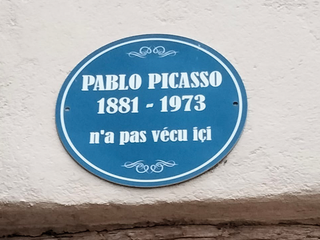 PABLO PICASSO
1881 - 1973
n'a pas vécu içi